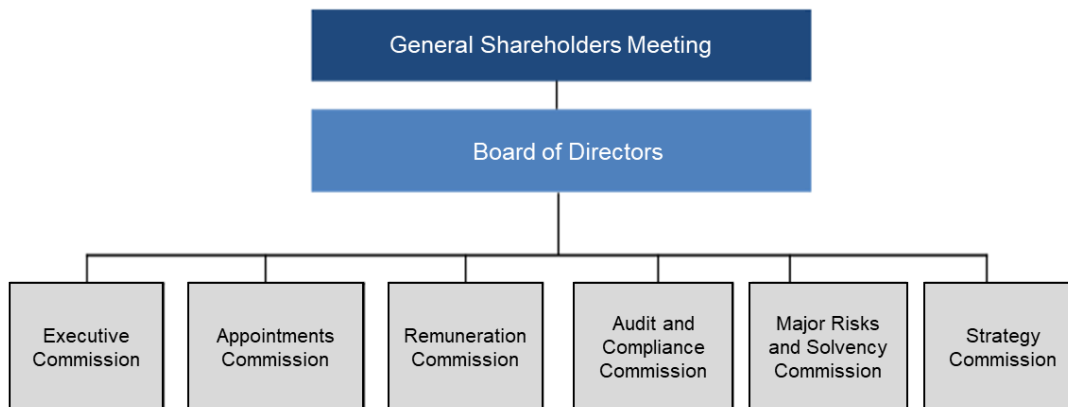 General Shareholders Meeting
Board of Directors
Executive
Commission
Appointments
Commission
Remuneration
Commission
Audit and
Compliance
Commission
Major Risks
and Solvency
Commission
Strategy
Commission